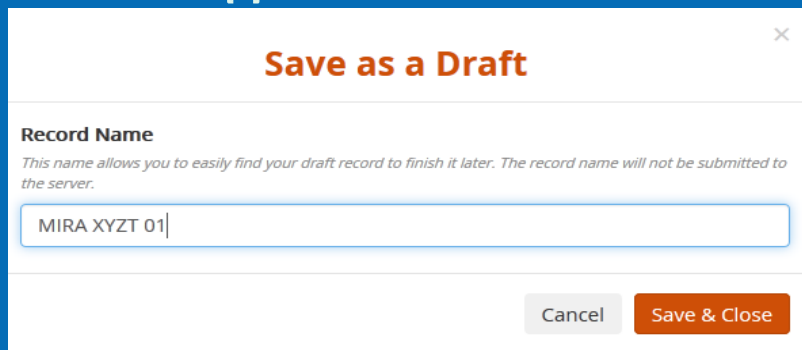 ×
Save as a Draft
Record Name
This name allows you to easily find your draft record to finish it later. The record name will not be submitted to
the server.
MIRA XYZT 01
Cancel Save & Close